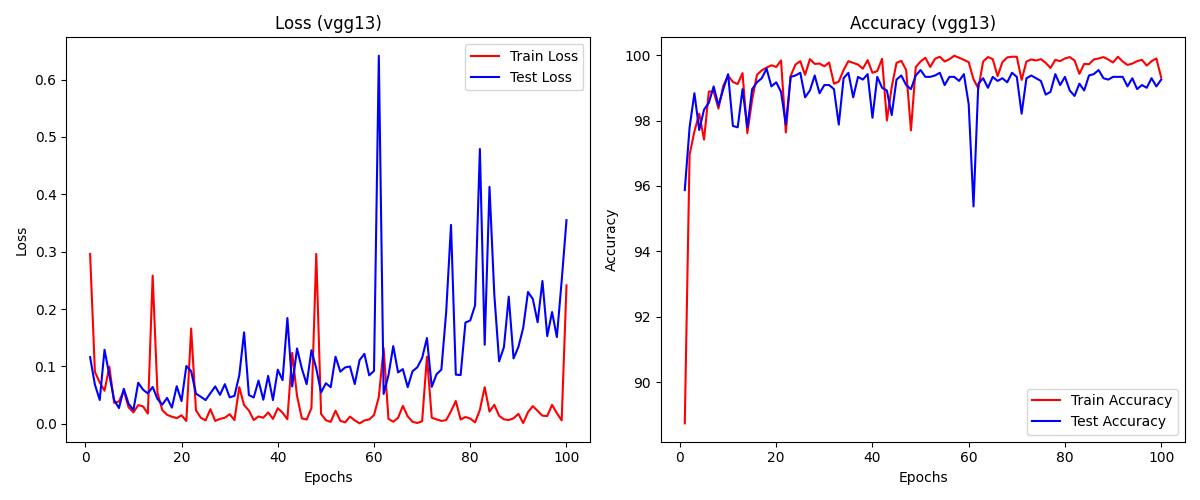 Loss (vgg13)
Train Loss
Test Loss
0.6
0.5
0.4
0.3
0.2
0.1
0.0
Loss
0
20
40
60
80
100
Epochs
Accuracy (vgg13)
100
98
96
94
92
90
Accuracy
Train Accuracy
Test Accuracy
0
20
40
60
80
100
Epochs